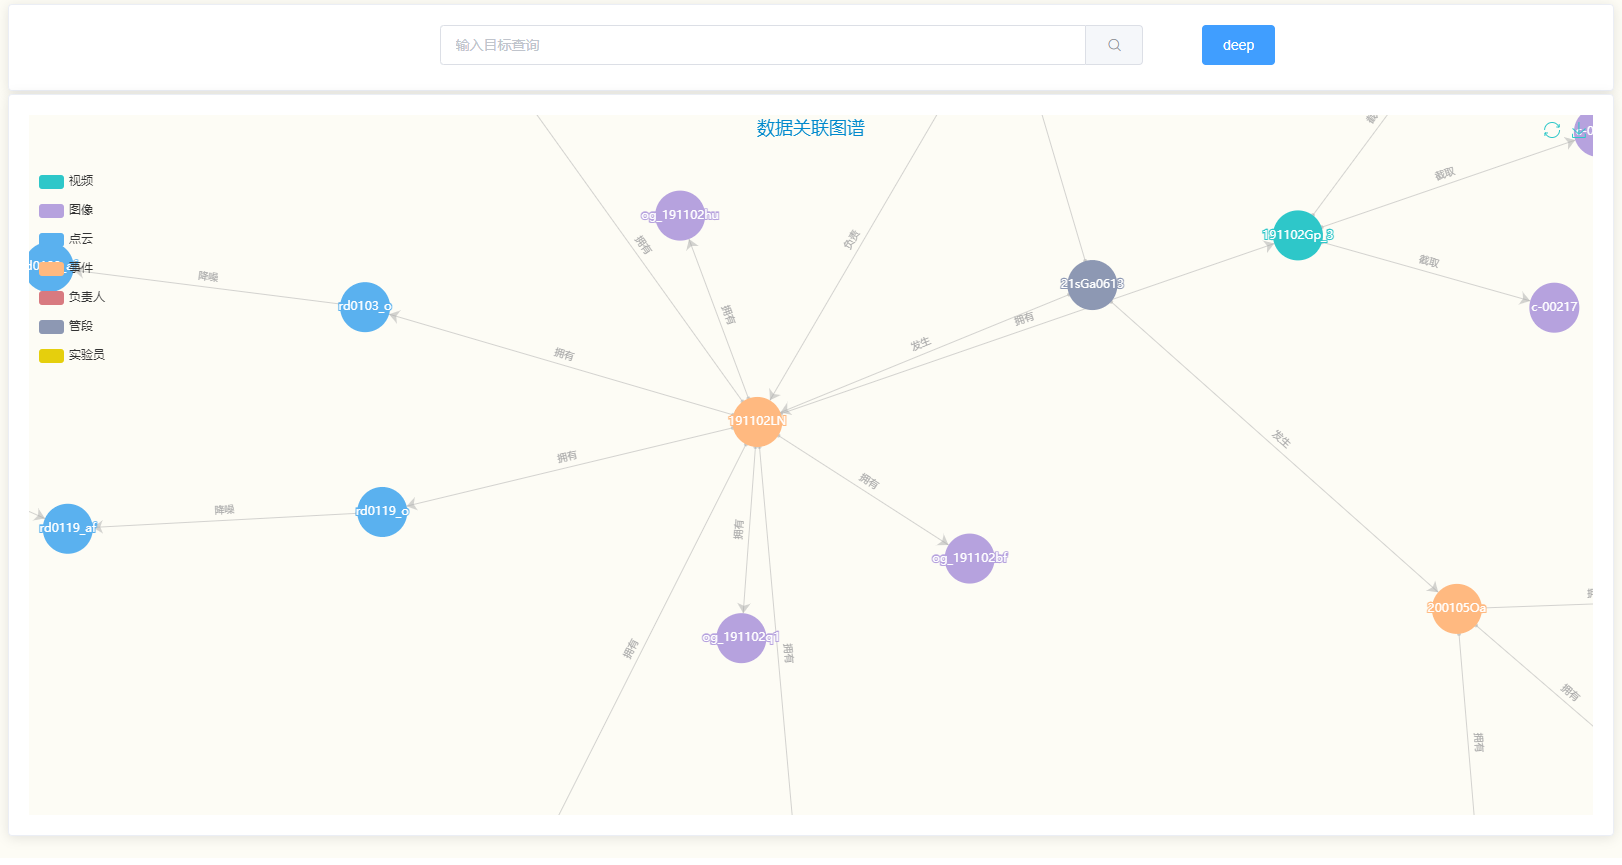 输入目标查询
deep
数据关联图谱
视频
图像
点云
事件
负责人
管段
实验员
截取
截取
拥有
负责
og_191102hu
191102Gp_3
降噪
rd0103_o
21sGa0613
截取
c-00217
拥有
拥有
发生
拥有
191102LN
发生
拥有
拥有
降噪
rd0119_o
rd0119_af
拥有
拥有
og_191102bf
200105Oa
og_191102q1
拥有
拥有
拥有
拥有